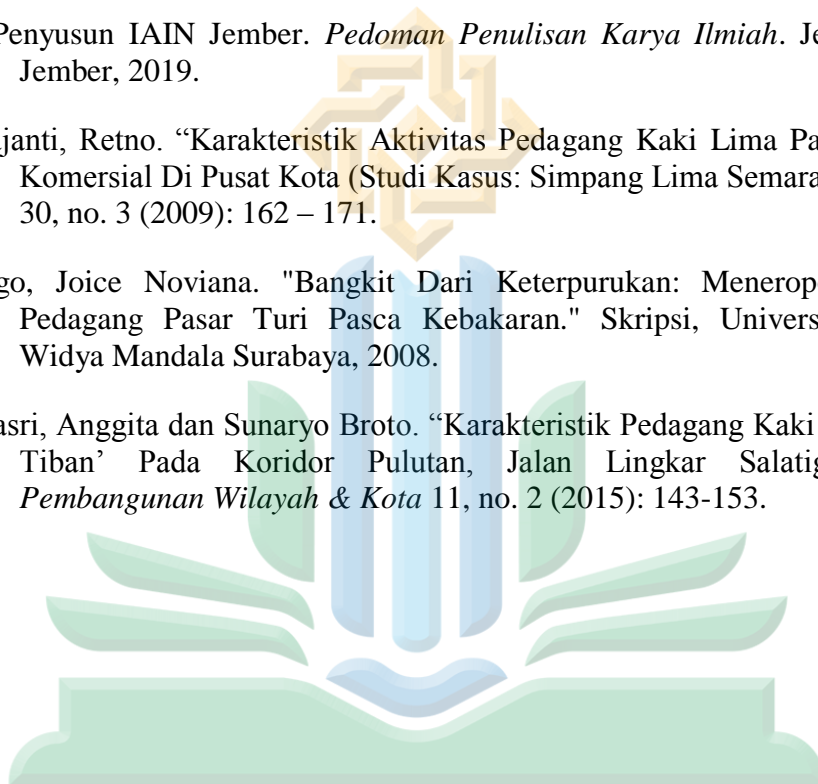 Penyusun IAIN Jember. Pedoman Penulisan Karya Ilmiah. Je
Jember, 2019.
janti, Retno. “Karakteristik Aktivitas Pedagang Kaki Lima Pa
Komersial Di Pusat Kota (Studi Kasus: Simpang Lima Semara
30, no. 3 (2009): 162 – 171.
go, Joice Noviana. "Bangkit Dari Keterpurukan: Menerop
Pedagang Pasar Turi Pasca Kebakaran." Skripsi, Univers
Widya Mandala Surabaya, 2008.
asri, Anggita dan Sunaryo Broto. “Karakteristik Pedagang Kaki
Tiban’ Pada Koridor Pulutan, Jalan Lingkar Salatig
Pembangunan Wilayah & Kota 11, no. 2 (2015): 143-153.